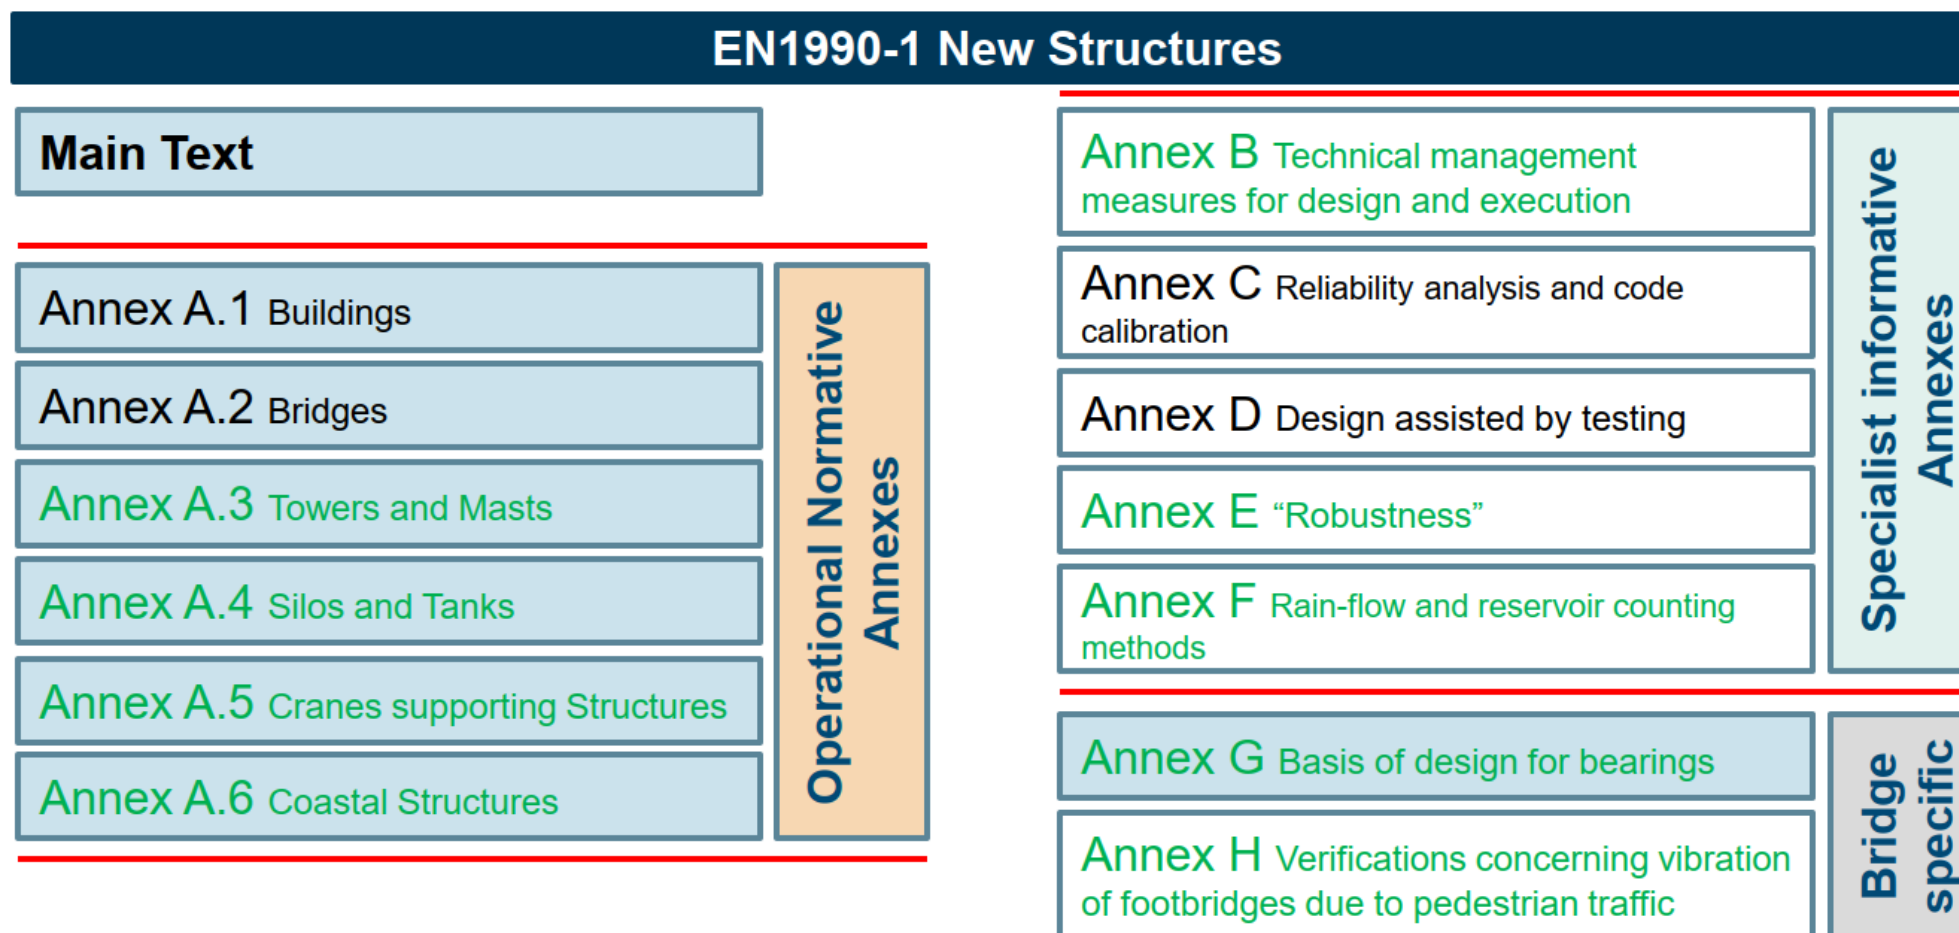 EN1990-1 New Structures
Main Text
Annex A.1 Buildings
Annex A.2 Bridges
Annex A.3 Towers and Masts
Annex A.4 Silos and Tanks
Annex A.5 Cranes supporting Structures
Annex A.6 Coastal Structures
Operational Normative
Annexes
Annex B Technical management
measures for design and execution
Annex C Reliability analysis and code
calibration
Annex D Design assisted by testing
Annex E “Robustness”
Annex F Rain-flow and reservoir counting
methods
Specialist informative
Annexes
Annex G Basis of design for bearings
Annex H Verifications concerning vibration
of footbridges due to pedestrian traffic
Bridge
specific